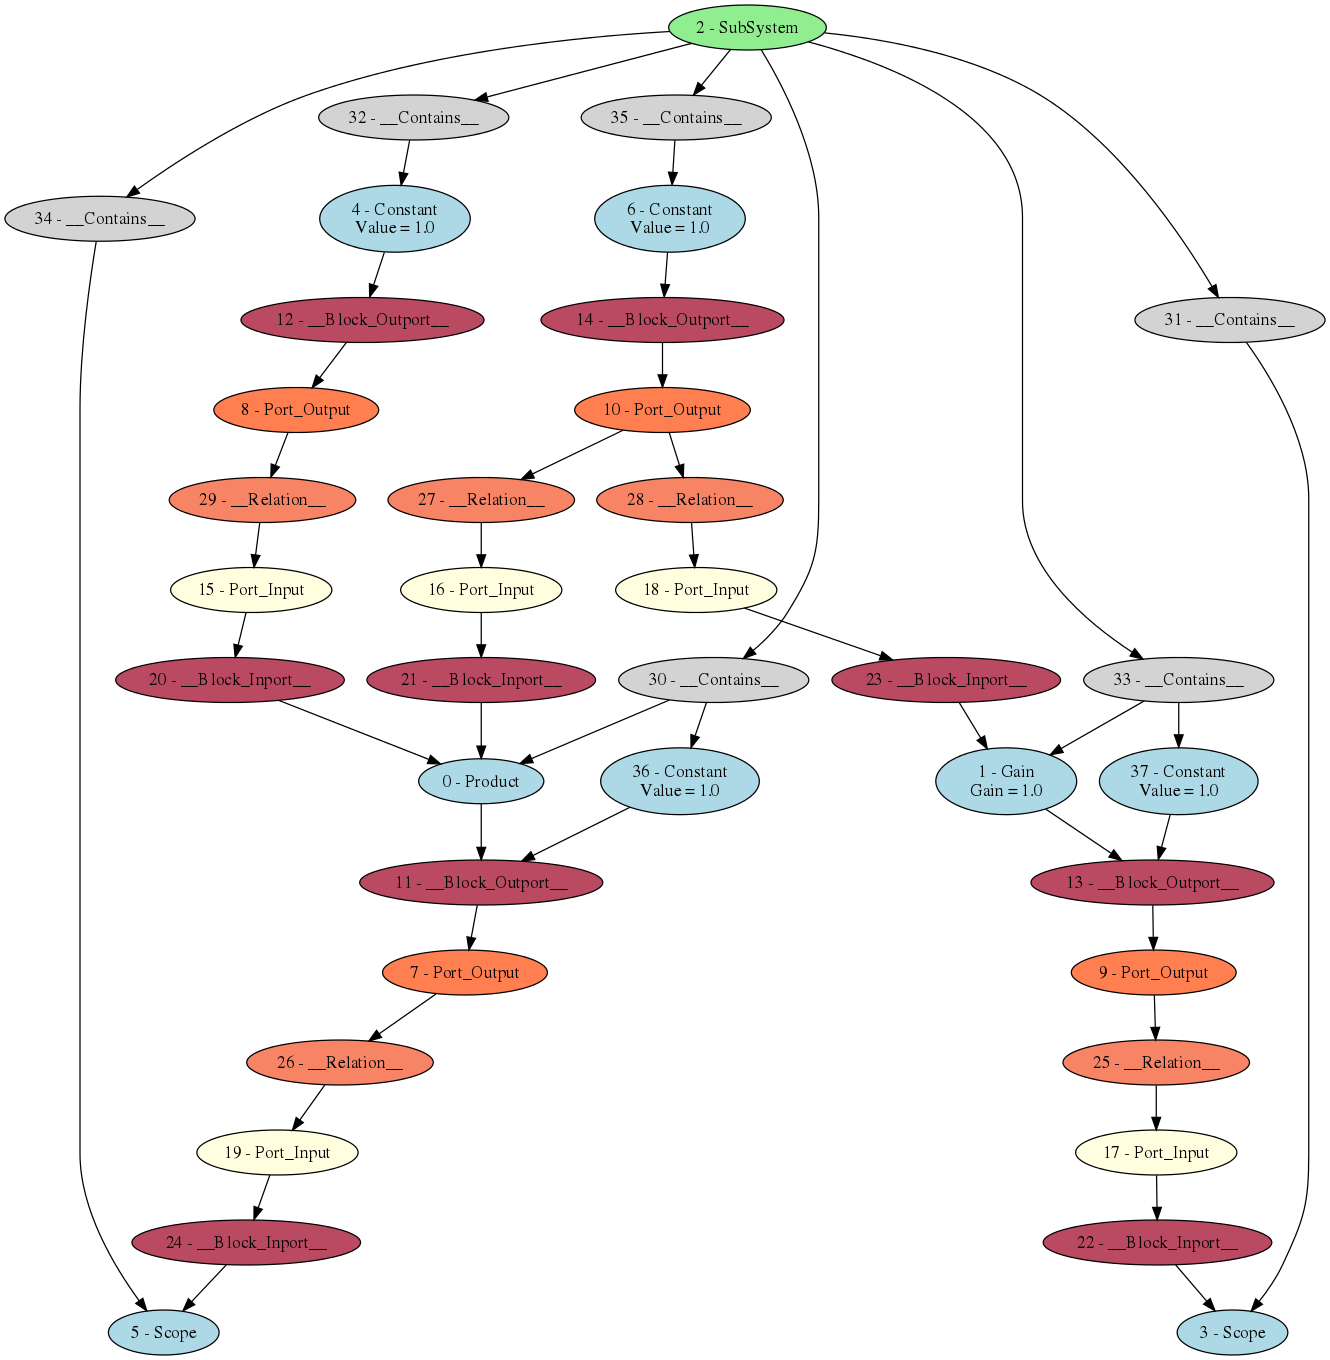 2 - SubSystem
32 - __Contains__
35 - __Contains__
34 - __Contains__
4 - Constant
Value = 1.0
6 - Constant
Value = 1.0
12 - __Block_Outport__
14 - __Block_Outport__
31 - __Contains__
8 - Port_Output
10 - Port_Output
29 - __Relation__
27 - __Relation__
28 - __Relation__
15 - Port_Input
16 - Port_Input
18 - Port_Input
20 - __Block_Inport__
21 - __Block_Inport__
30 - __Contains__
23 - __Block_Inport__
33 - __Contains__
0 - Product
36 - Constant
Value = 1.0
1 - Gain
Gain = 1.0
37 - Constant
Value = 1.0
11 - __Block_Outport__
13 - __Block_Outport__
7 - Port_Output
9 - Port_Output
26 - __Relation__
25 - __Relation__
19 - Port_Input
17 - Port_Input
24 - __Block_Inport__
22 - __Block_Inport__
5 - Scope
3 - Scope